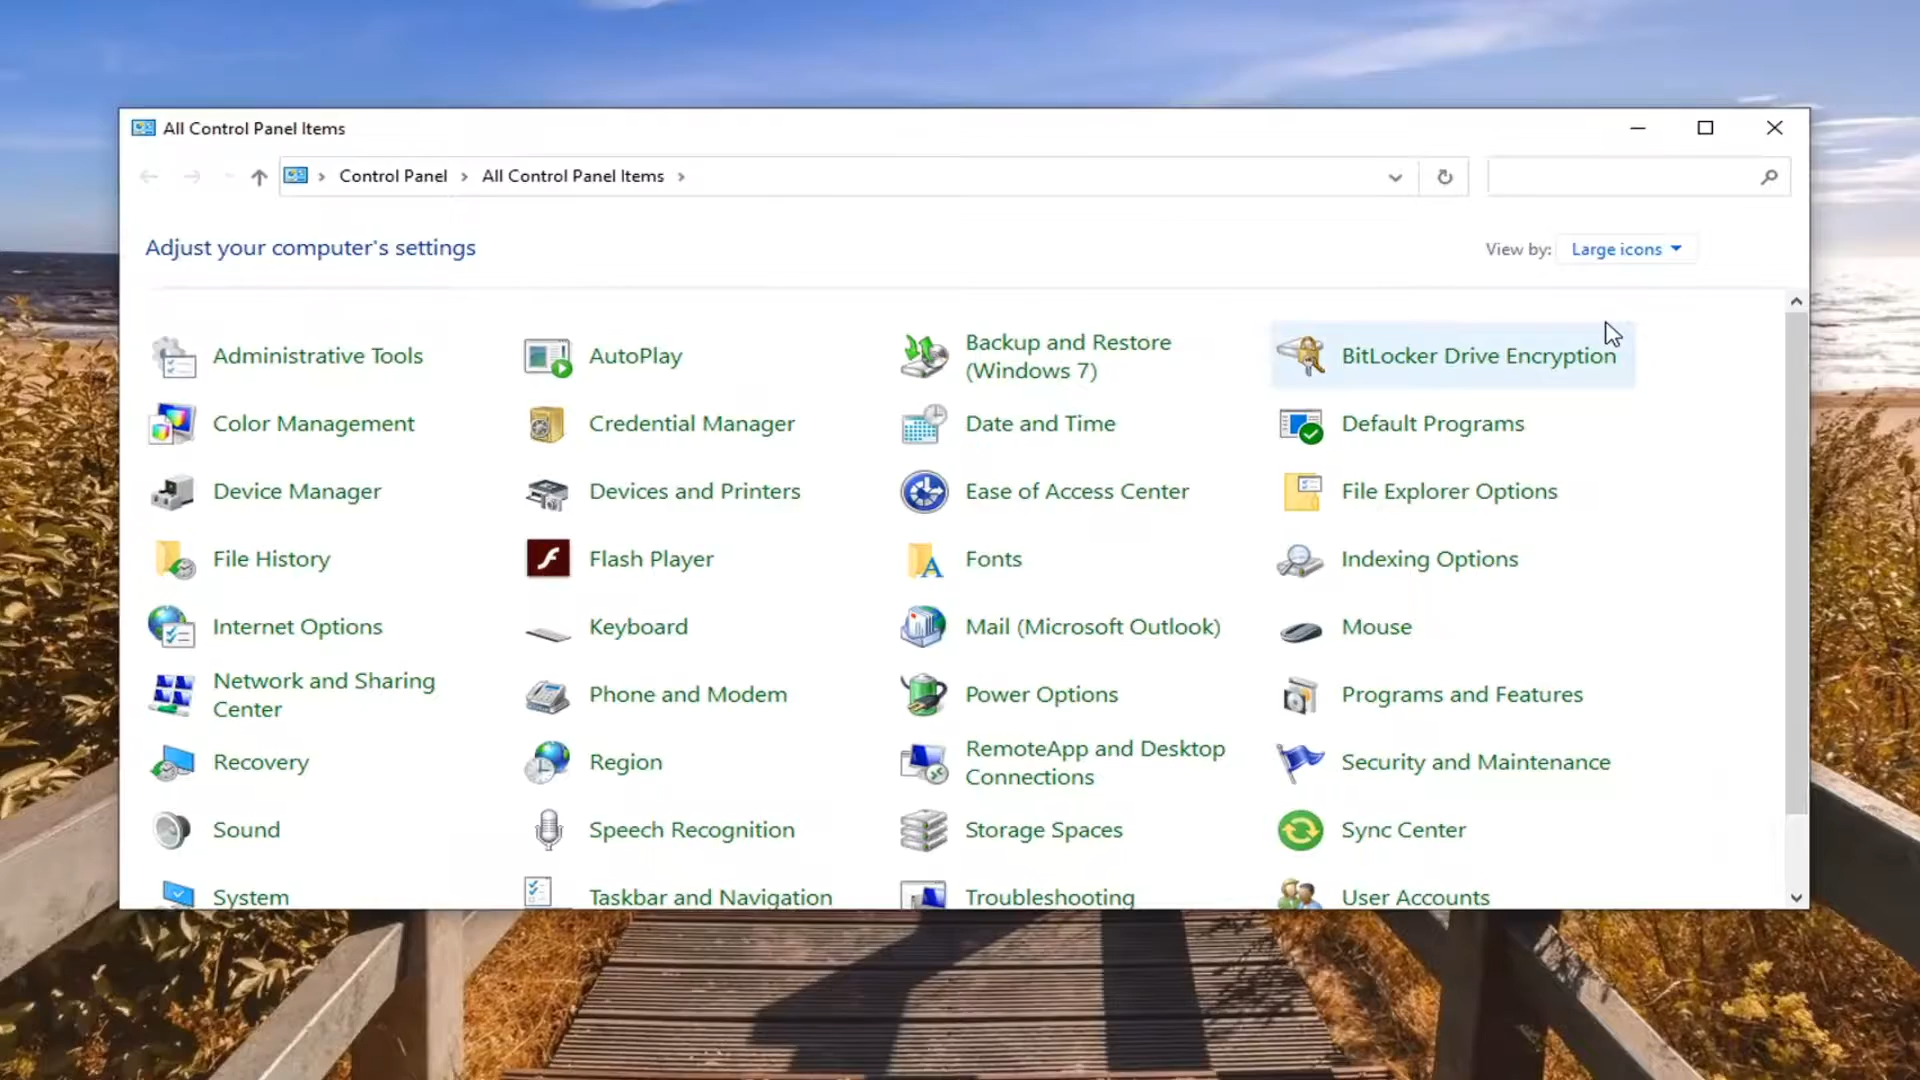 All Control Panel Items
Control Panel
All Control Panel Items
Adjust your computer's settings
View by: Large icons
Administrative Tools
AutoPlay
Backup and Restore
(Windows 7)
BitLocker Drive Encryption
Color Management
Credential Manager
Date and Time
Default Programs
Device Manager
Devices and Printers
Ease of Access Center
File Explorer Options
File History
Flash Player
Fonts
Indexing Options
Internet Options
Keyboard
Mail (Microsoft Outlook)
Mouse
Network and Sharing
Center
Phone and Modem
Power Options
Programs and Features
Recovery
Region
RemoteApp and Desktop
Connections
Security and Maintenance
Sound
Speech Recognition
Storage Spaces
Sync Center
System
Taskbar and Navigation
Troubleshooting
User Accounts